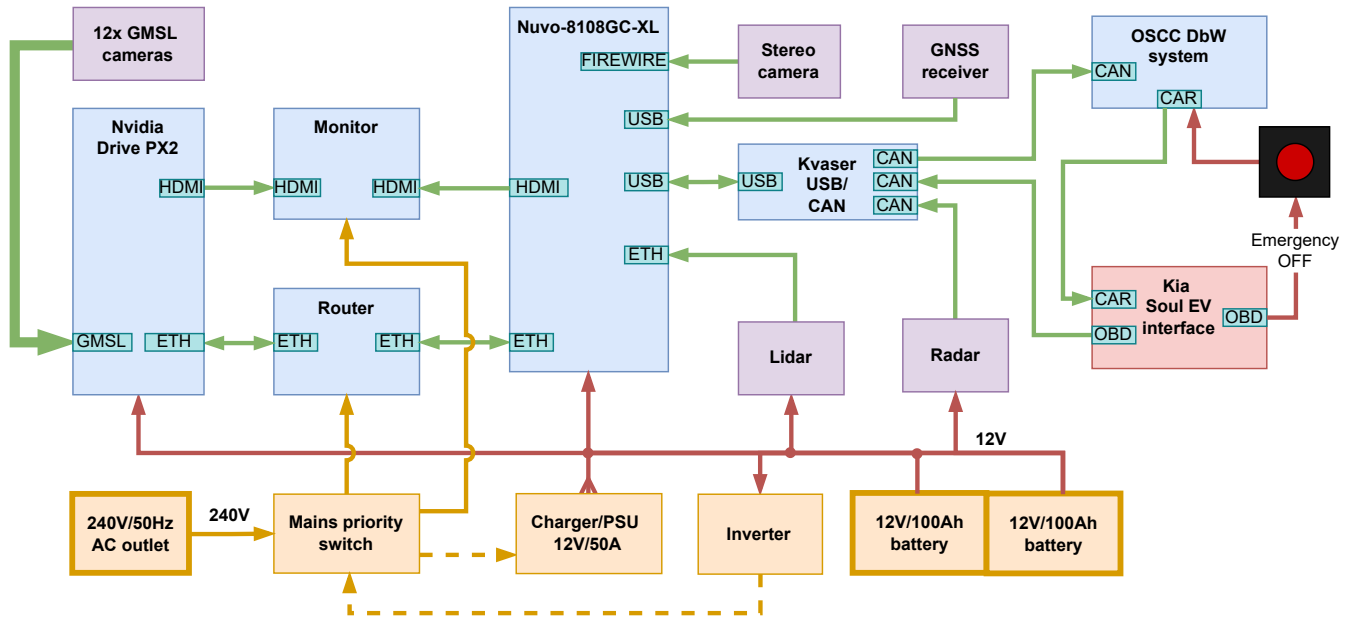 12x GMSL
cameras
Nuvo-8108GC-XL
FIREWIRE
USB
HDMI
USB
ETH
ETH
Stereo
camera
GNSS
receiver
OSCC DbW
system
CAN
CAR
Nvidia
Drive PX2
HDMI
GMSL
ETH
Monitor
HDMI
HDMI
Kvaser
USB/
CAN
USB
CAN
CAN
CAN
Emergency
OFF
Router
ETH
ETH
Lidar
Radar
Kia
Soul EV
interface
CAR
OBD
OBD
12V
240V/50Hz
AC outlet
240V
Mains priority
switch
Charger/PSU
12V/50A
Inverter
12V/100Ah
battery
12V/100Ah
battery